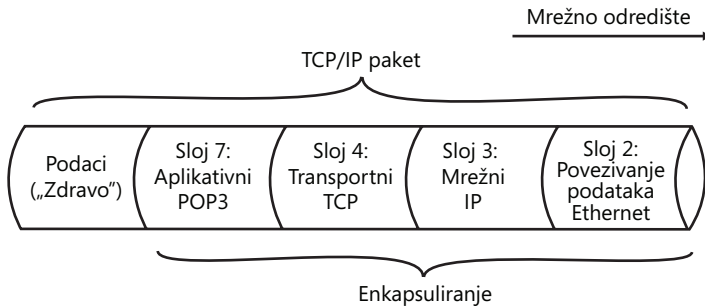 Mrežno odredište
TCP/IP paket
Podaci
(„Zdravo”)
Sloj 7:
Aplikativni
POP3
Sloj 4:
Transportni
TCP
Sloj 3:
Mrežni
IP
Sloj 2:
Povezivanje
podataka
Ethernet
Enkapsuliranje